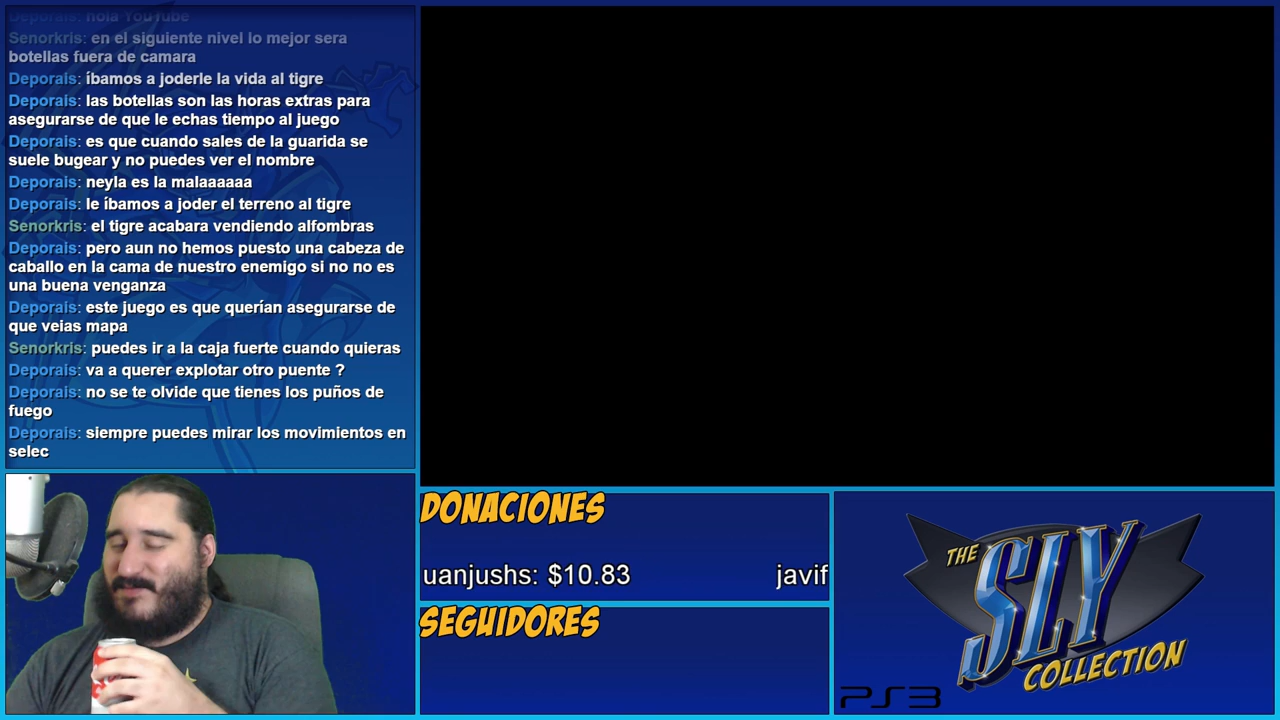 Deporais: hola YouTube
Senorkris: en el siguiente nivel lo mejor sera
botellas fuera de camara
Deporais: íbamos a joderle la vida al tigre
Deporais: las botellas son las horas extras para
asegurarse de que le echas tiempo al juego
Deporais: es que cuando sales de la guarida se
suele bugear y no puedes ver el nombre
Deporais: neyla es la malaaaaaa
Deporais: le íbamos a joder el terreno al tigre
Senorkris: el tigre acabara vendiendo alfombras
Deporais: pero aun no hemos puesto una cabeza de
caballo en la cama de nuestro enemigo si no no es
una buena venganza
Deporais: este juego es que querían asegurarse de
que veias mapa
Senorkris: puedes ir a la caja fuerte cuando quieras
Deporais: va a querer explotar otro puente ?
Deporais: no se te olvide que tienes los puños de
fuego
Deporais: siempre puedes mirar los movimientos en
selec
DONACIONES
uanjushs: $10.83 javif
SEGUIDORES
THE
SLY
COLLECTION
PS3